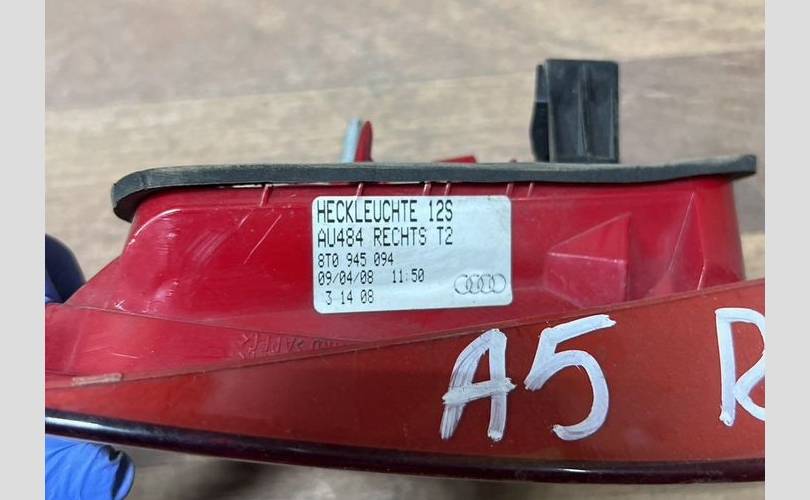 HECKLEUCHTE 12S
AU484 RECHTS T2
8T0 945 094
09/04/08 11:50
3 14 08
A5 R